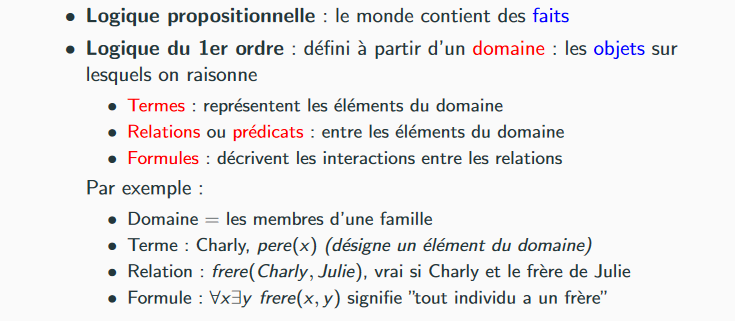 • Logique propositionnelle : le monde contient des faits
• Logique du 1er ordre : défini à partir d'un domaine : les objets sur
lesquels on raisonne
• Termes : représentent les éléments du domaine
• Relations ou prédicats : entre les éléments du domaine
• Formules : décrivent les interactions entre les relations
Par exemple :
• Domaine = les membres d'une famille
• Terme : Charly, pere(x) (désigne un élément du domaine)
• Relation : frere(Charly, Julie), vrai si Charly et le frère de Julie
• Formule : ∀x∃y frere(x, y) signifie "tout individu a un frère"